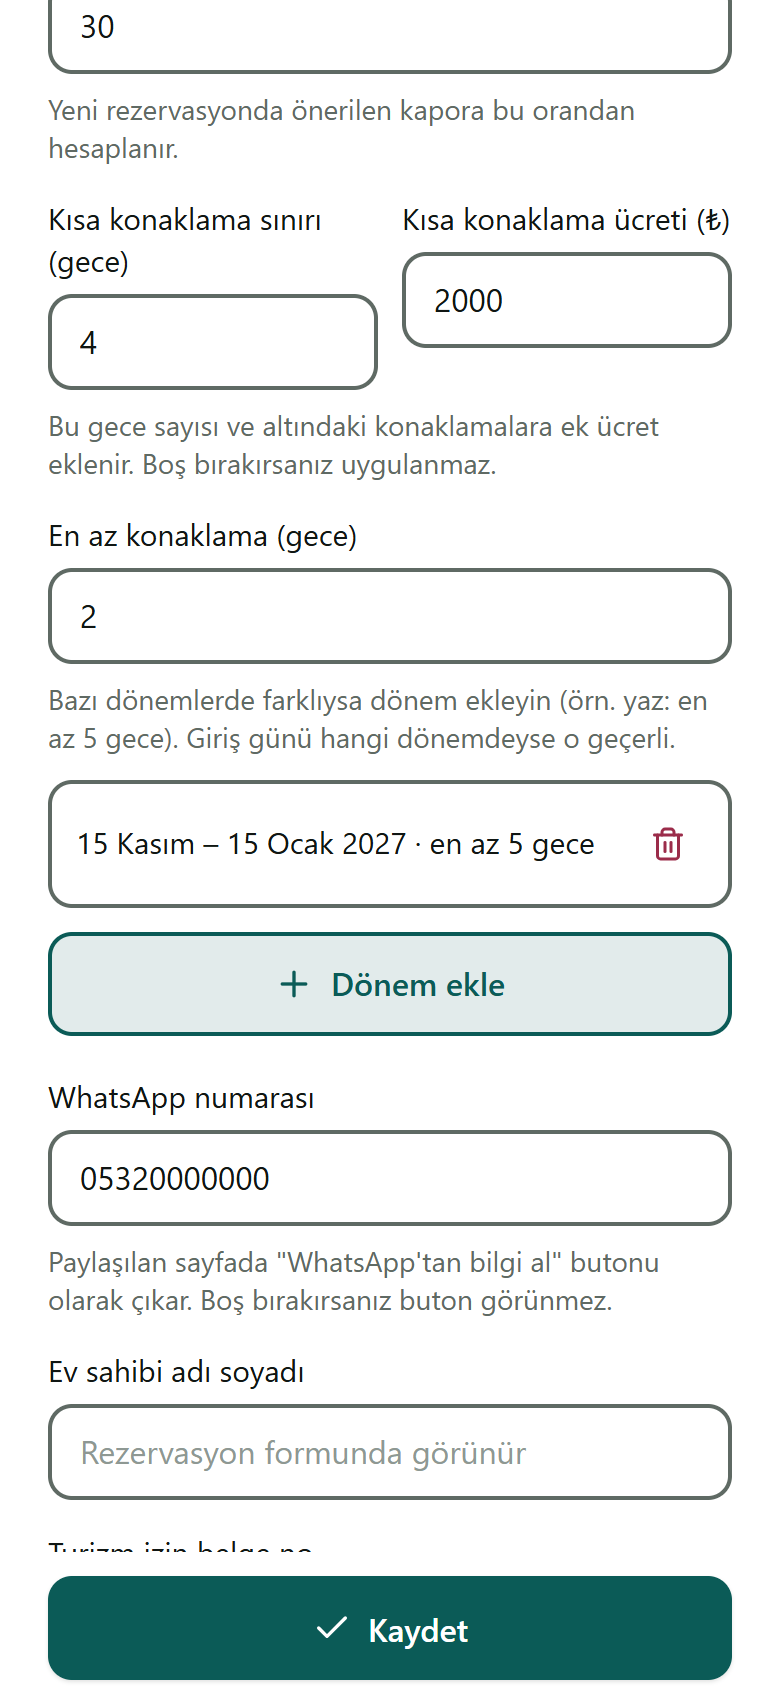 30
Yeni rezervasyonda önerilen kapora bu orandan
hesaplanır.
Kısa konaklama sınırı
(gece)
Kısa konaklama ücreti (₺)
4
2000
Bu gece sayısı ve altındaki konaklamalara ek ücret
eklenir. Boş bırakırsanız uygulanmaz.
En az konaklama (gece)
2
Bazı dönemlerde farklıysa dönem ekleyin (örn. yaz: en
az 5 gece). Giriş günü hangi dönemdeyse o geçerli.
15 Kasım – 15 Ocak 2027 · en az 5 gece
+ Dönem ekle
WhatsApp numarası
05320000000
Paylaşılan sayfada "WhatsApp'tan bilgi al" butonu
olarak çıkar. Boş bırakırsanız buton görünmez.
Ev sahibi adı soyadı
Rezervasyon formunda görünür
Turizm izin belge no
Kaydet